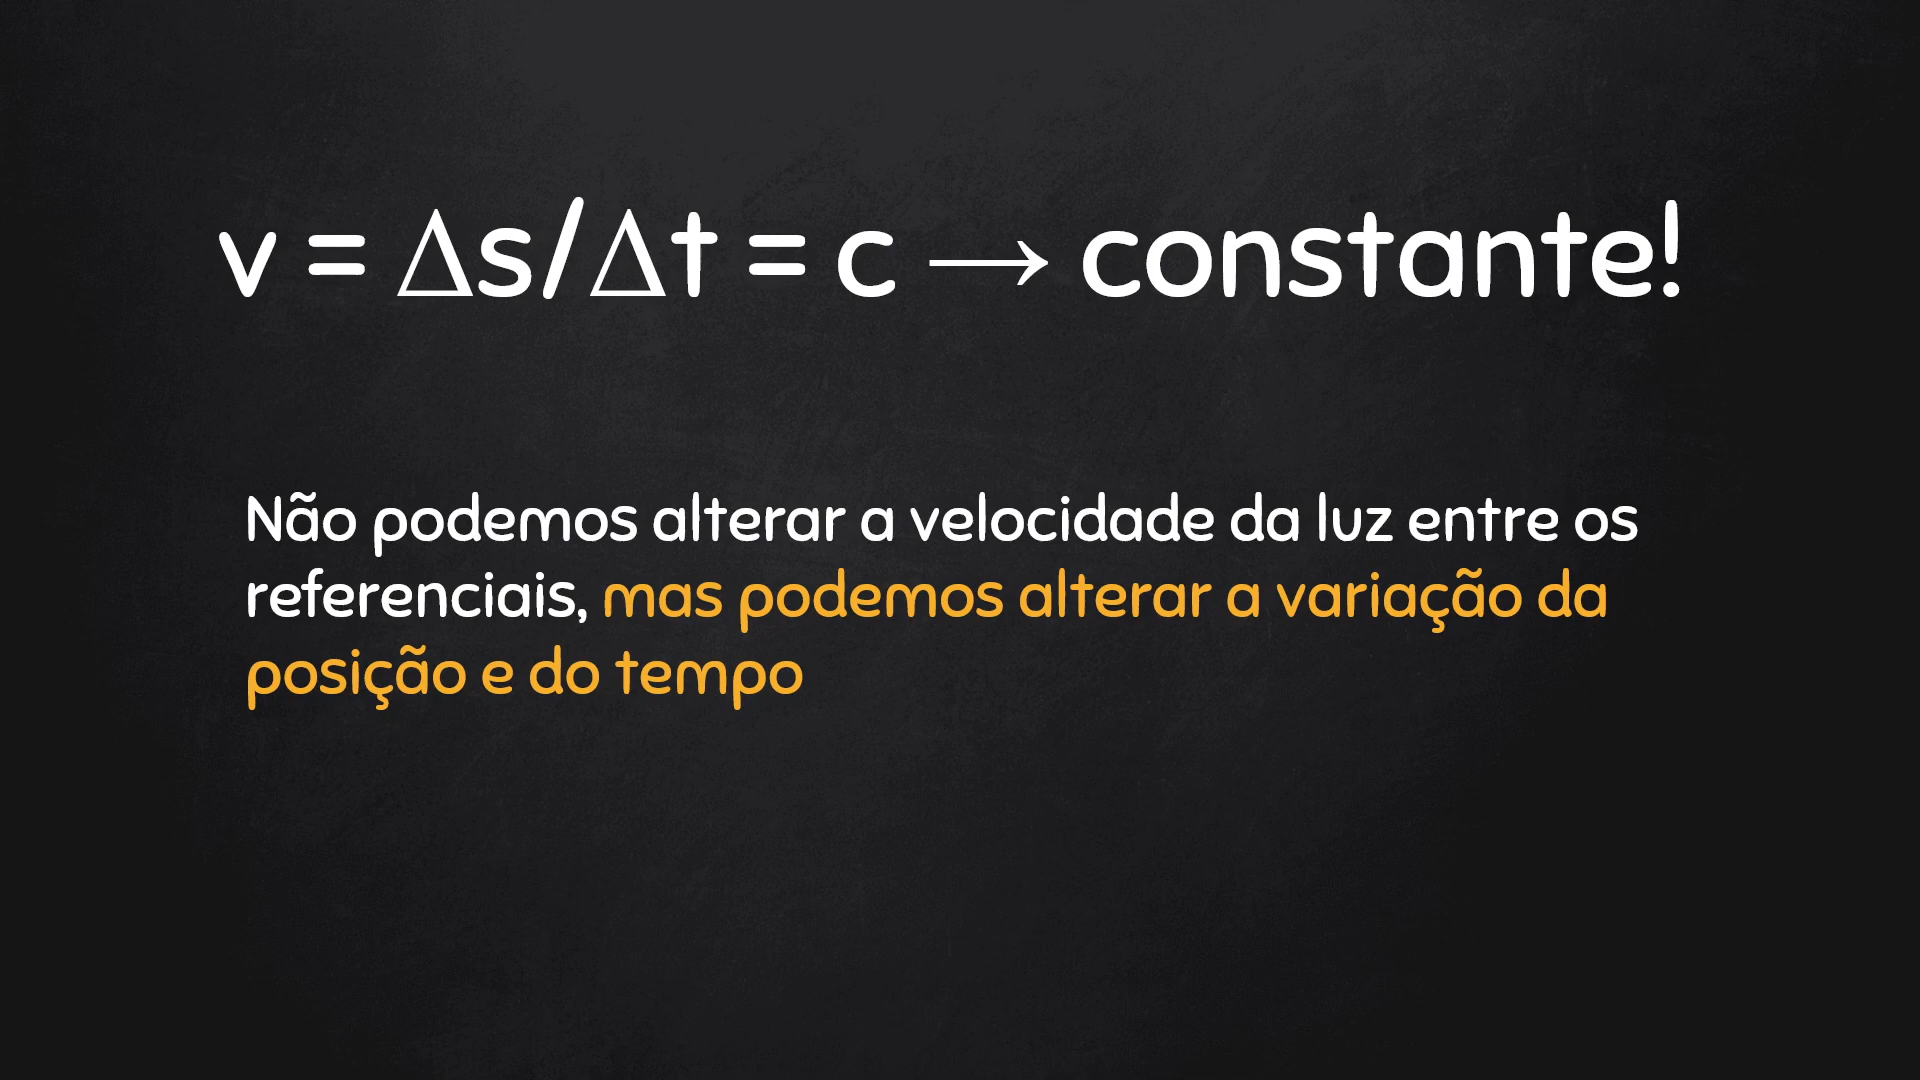 v = Δs/Δt = c → constante!
Não podemos alterar a velocidade da luz entre os
referenciais, mas podemos alterar a variação da
posição e do tempo